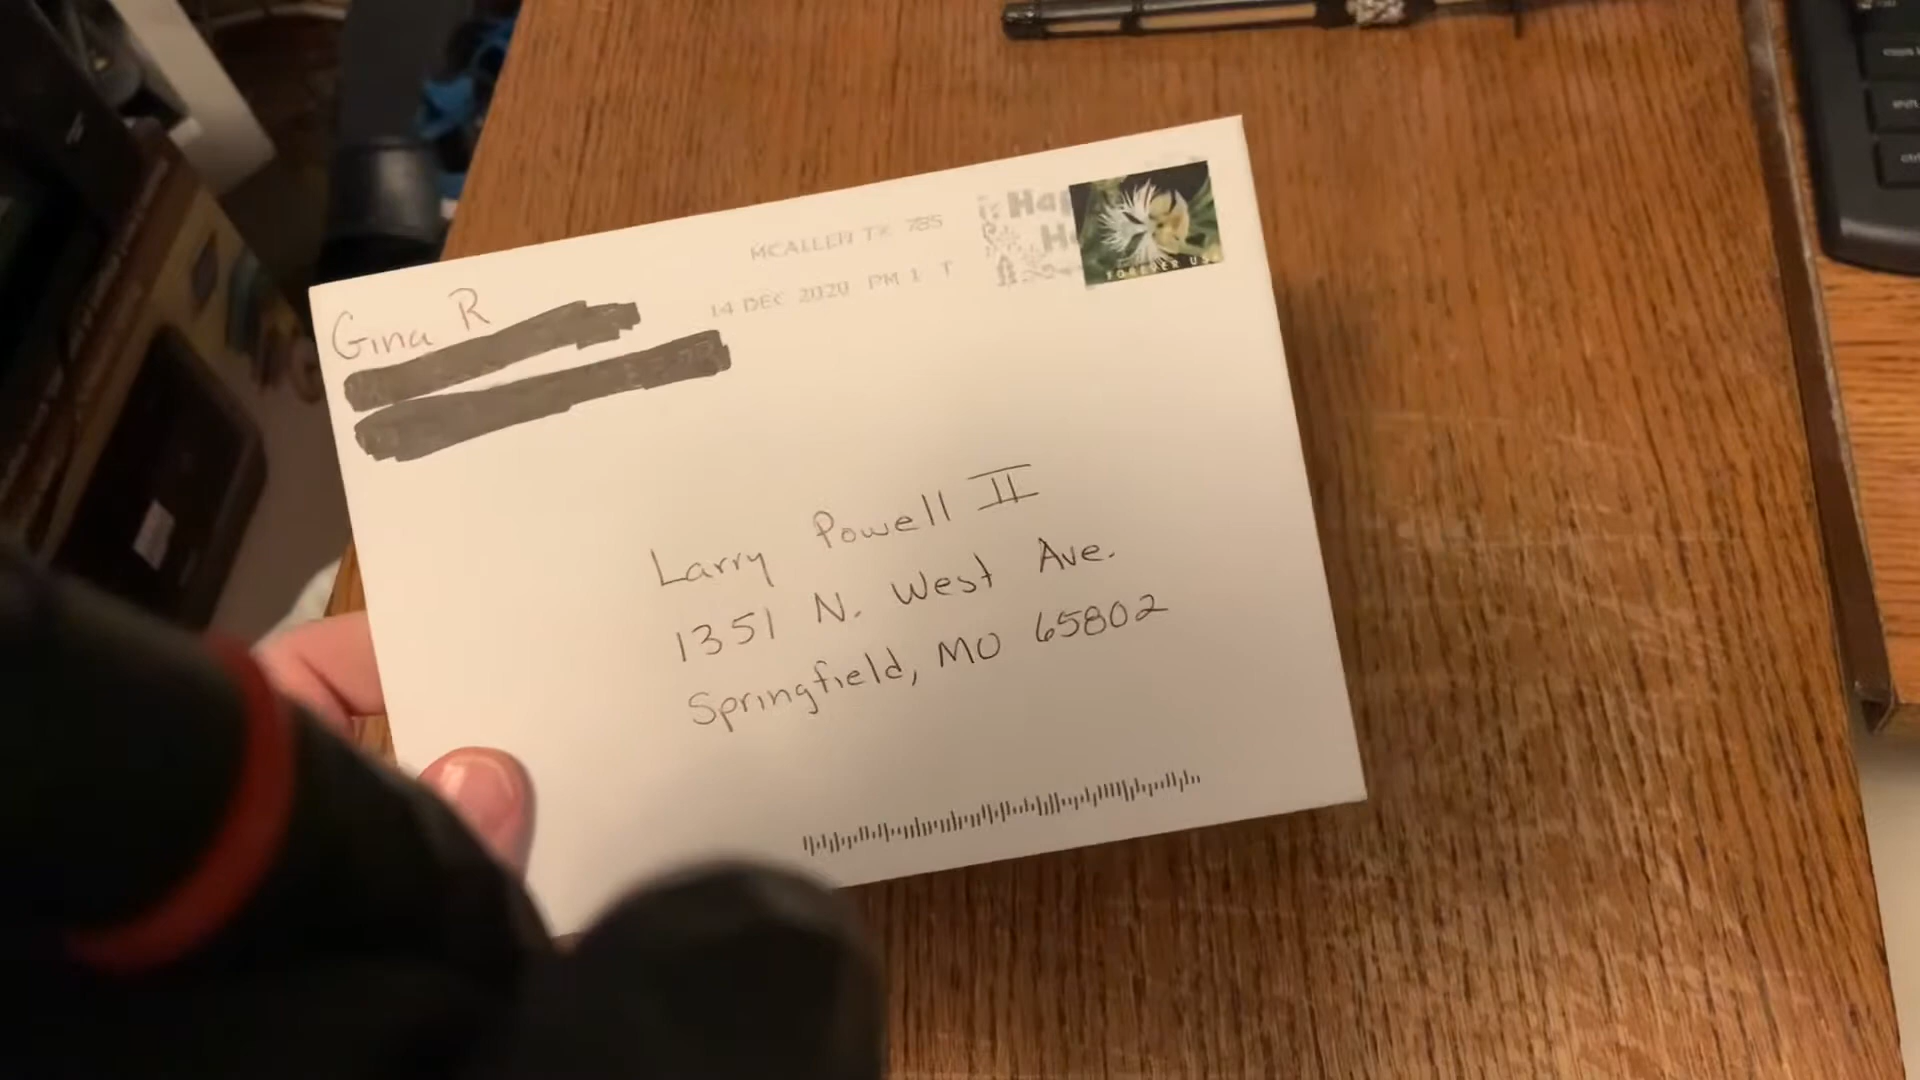 Gina R
MCALLEN TX 785
14 DEC 2020 PM 1 T
FOREVER US
Larry Powell II
1351 N. West Ave.
Springfield, MO 65802